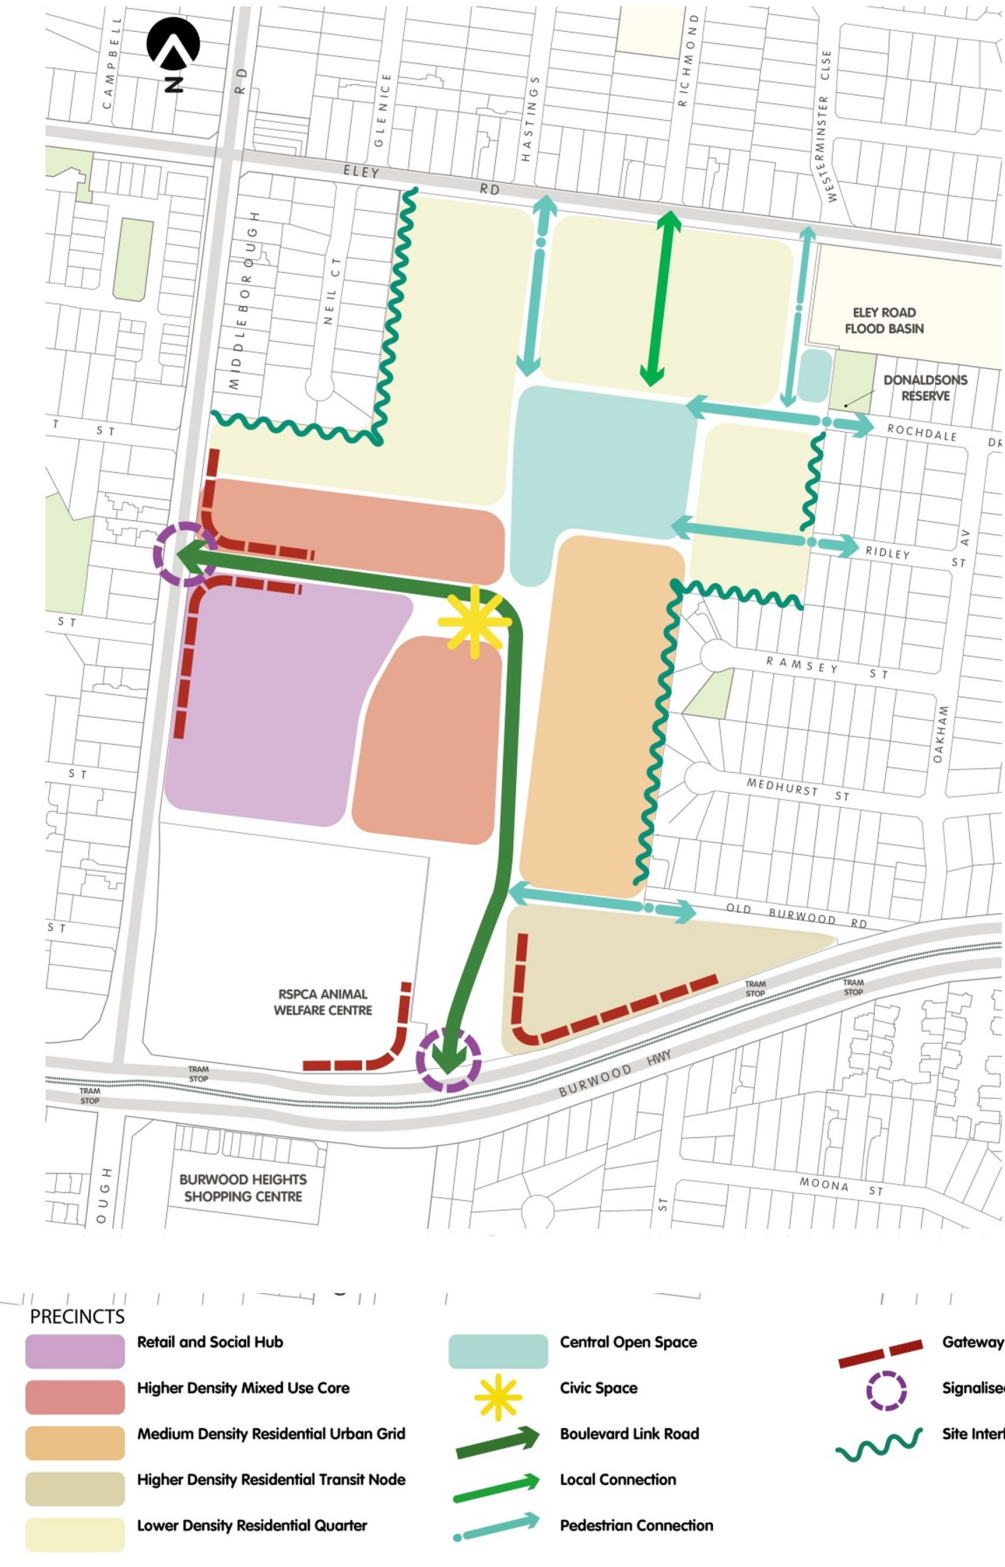 CAMPBELL
RD
GLENICE
HASTINGS
RICHMOND
WESTERMINSTER CLSE
N
ELEY RD
MIDDLEBOROUGH
NEIL CT
ELEY ROAD
FLOOD BASIN
DONALDSONS
RESERVE
T ST
ROCHDALE DR
RIDLEY ST
AV
ST
RAMSEY ST
OAKHAM
ST
MEDHURST ST
OLD BURWOOD RD
ST
RSPCA ANIMAL
WELFARE CENTRE
TRAM
STOP
TRAM
STOP
TRAM
STOP
TRAM
STOP
BURWOOD HWY
BURWOOD HEIGHTS
SHOPPING CENTRE
OUGH
ST
MOONA ST
PRECINCTS
Retail and Social Hub
Higher Density Mixed Use Core
Medium Density Residential Urban Grid
Higher Density Residential Transit Node
Lower Density Residential Quarter
Central Open Space
Civic Space
Boulevard Link Road
Local Connection
Pedestrian Connection
Gateway
Signalise
Site Inter